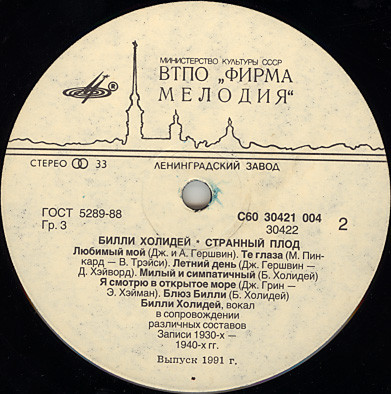 МИНИСТЕРСТВО КУЛЬТУРЫ СССР
ВТПО „ФИРМА
МЕЛОДИЯ“
®
СТЕРЕО 33
ЛЕНИНГРАДСКИЙ ЗАВОД
ГОСТ 5289-88
Гр. 3
С60 30421 004
30422
2
БИЛЛИ ХОЛИДЕЙ · СТРАННЫЙ ПЛОД
Любимый мой (Дж. и А. Гершвин). Те глаза (М. Пин-
кард — В. Трэйси). Летний день (Дж. Гершвин —
Д. Хэйворд). Милый и симпатичный (Б. Холидей)
Я смотрю в открытое море (Дж. Грин —
Э. Хэйман). Блюз Билли (Б. Холидей)
Билли Холидей, вокал
в сопровождении
различных составов
Записи 1930-х —
1940-х гг.
Выпуск 1991 г.